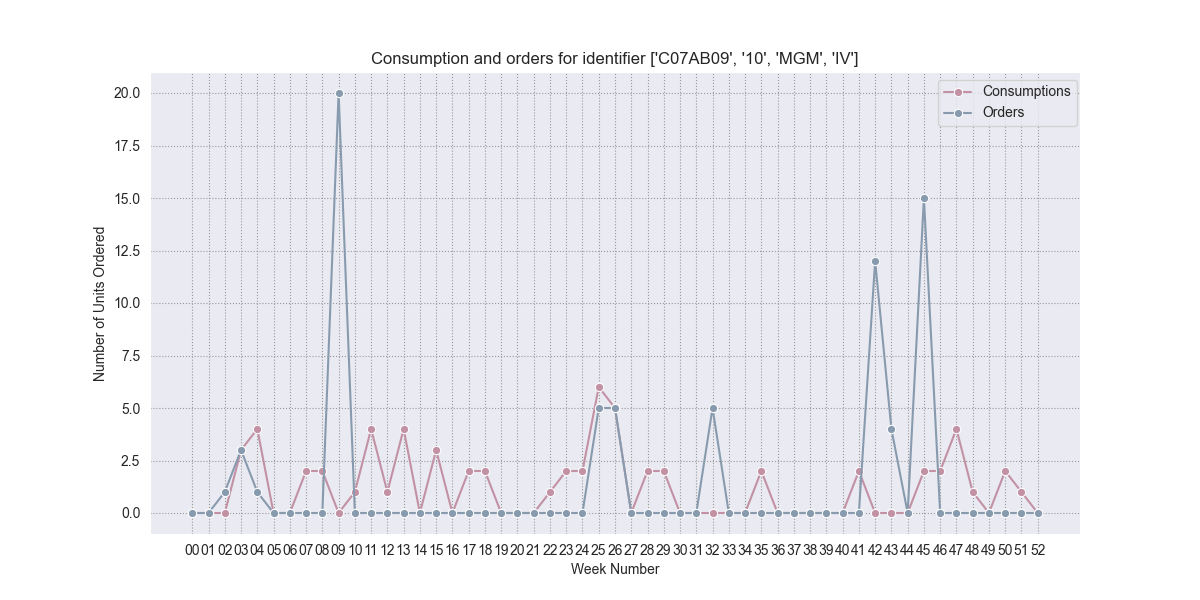 Consumption and orders for identifier ['C07AB09', '10', 'MGM', 'IV']
Consumptions
Orders
Number of Units Ordered
20.0
17.5
15.0
12.5
10.0
7.5
5.0
2.5
0.0
00 01 02 03 04 05 06 07 08 09 10 11 12 13 14 15 16 17 18 19 20 21 22 23 24 25 26 27 28 29 30 31 32 33 34 35 36 37 38 39 40 41 42 43 44 45 46 47 48 49 50 51 52
Week Number